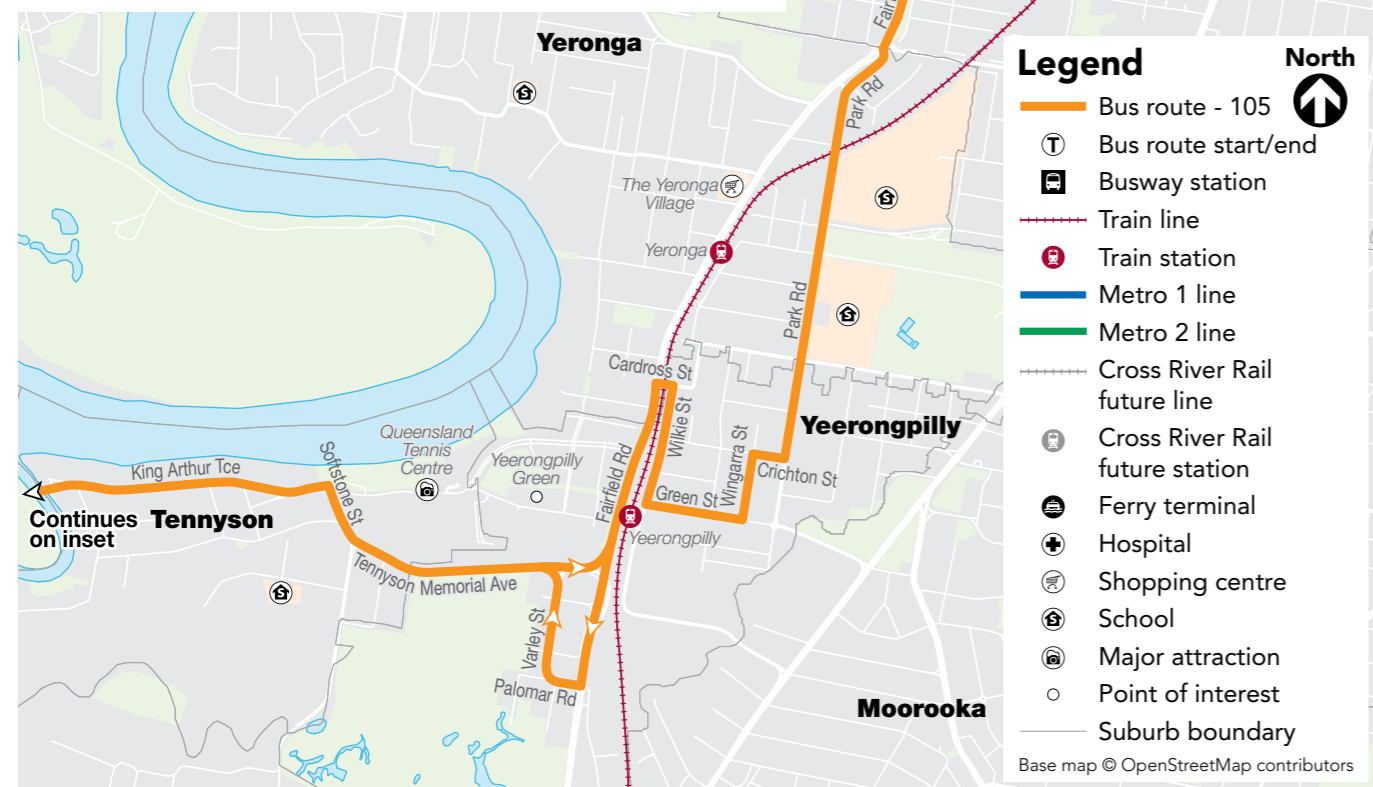 Yeronga
Fair
Park Rd
The Yeronga
Village
Yeronga
Park Rd
Cardross St
Wilkie St
Yeerongpilly
Wingarra St
Crichton St
Green St
Fairfield Rd
Softstone St
Queensland
Tennis
Centre
Yeerongpilly
Green
King Arthur Tce
Continues
on inset
Tennyson
Yeerongpilly
Tennyson Memorial Ave
Varley St
Palomar Rd
Moorooka
Legend
North
Bus route - 105
T
Bus route start/end
Busway station
Train line
Train station
Metro 1 line
Metro 2 line
Cross River Rail
future line
Cross River Rail
future station
Ferry terminal
Hospital
Shopping centre
School
Major attraction
Point of interest
Suburb boundary
Base map © OpenStreetMap contributors